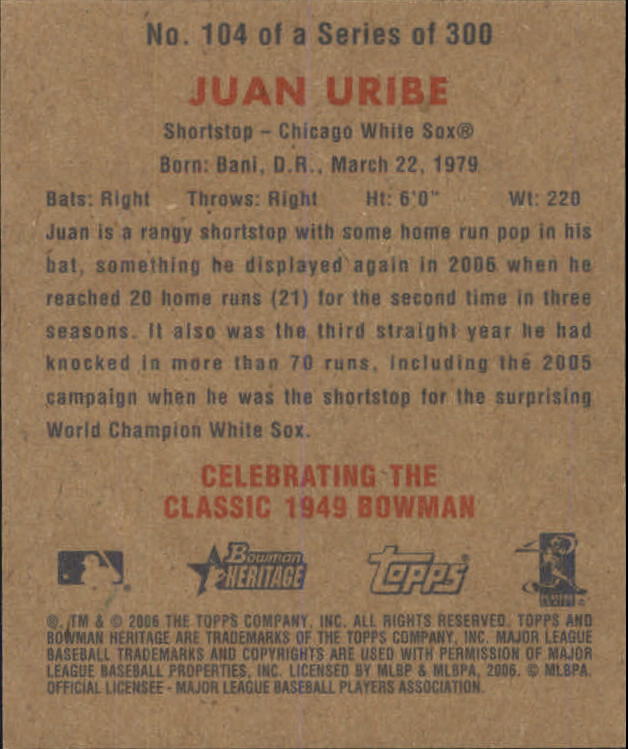 No. 104 of a Series of 300
JUAN URIBE
Shortstop – Chicago White Sox®
Born: Bani, D.R., March 22, 1979
Bats: Right Throws: Right Ht: 6'0" Wt: 220
Juan is a rangy shortstop with some home run pop in his
bat, something he displayed again in 2006 when he
reached 20 home runs (21) for the second time in three
seasons. It also was the third straight year he had
knocked in more than 70 runs, including the 2005
campaign when he was the shortstop for the surprising
World Champion White Sox.
CELEBRATING THE
CLASSIC 1949 BOWMAN
Bowman
HERITAGE
Topps®
®, TM & © 2006 THE TOPPS COMPANY, INC. ALL RIGHTS RESERVED. TOPPS AND
BOWMAN HERITAGE ARE TRADEMARKS OF THE TOPPS COMPANY, INC. MAJOR LEAGUE
BASEBALL TRADEMARKS AND COPYRIGHTS ARE USED WITH PERMISSION OF MAJOR
LEAGUE BASEBALL PROPERTIES, INC. LICENSED BY MLBP & MLBPA, 2006. © MLBPA.
OFFICIAL LICENSEE - MAJOR LEAGUE BASEBALL PLAYERS ASSOCIATION.